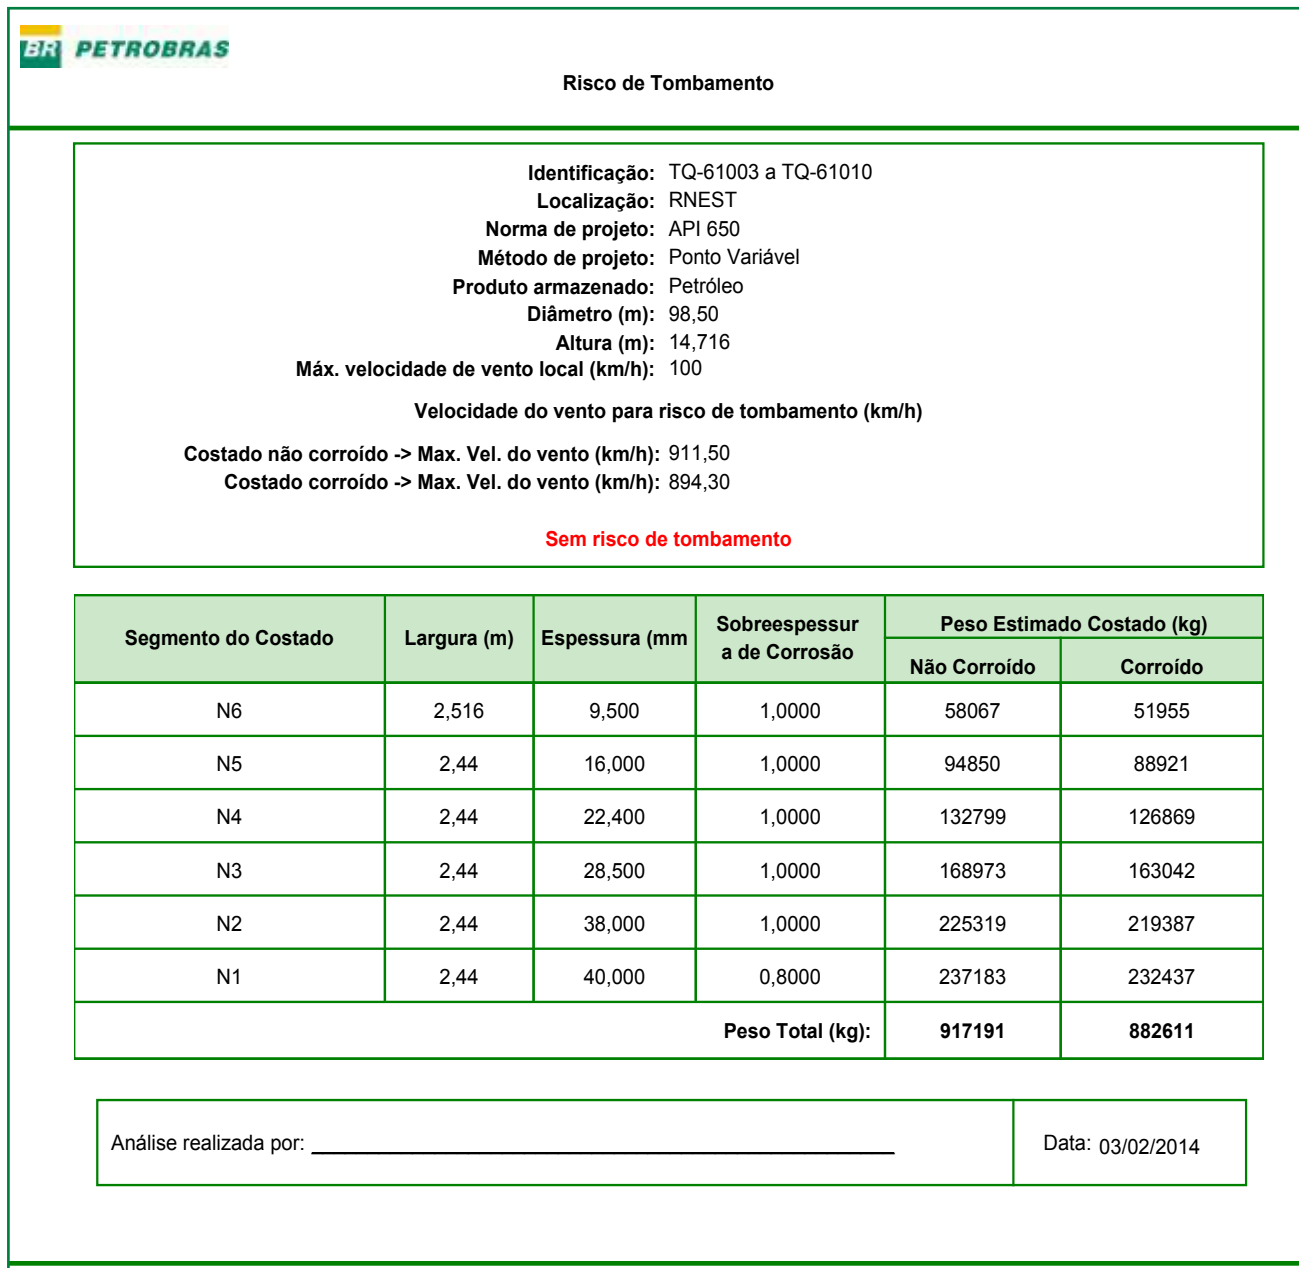 BR PETROBRAS
Risco de Tombamento
Identificação: TQ-61003 a TQ-61010
Localização: RNEST
Norma de projeto: API 650
Método de projeto: Ponto Variável
Produto armazenado: Petróleo
Diâmetro (m): 98,50
Altura (m): 14,716
Máx. velocidade de vento local (km/h): 100
Velocidade do vento para risco de tombamento (km/h)
Costado não corroído -> Max. Vel. do vento (km/h): 911,50
Costado corroído -> Max. Vel. do vento (km/h): 894,30
Sem risco de tombamento
Segmento do Costado Largura (m) Espessura (mm Sobreespessur a de Corrosão Peso Estimado Costado (kg)
Não Corroído Corroído
N6 2,516 9,500 1,0000 58067 51955
N5 2,44 16,000 1,0000 94850 88921
N4 2,44 22,400 1,0000 132799 126869
N3 2,44 28,500 1,0000 168973 163042
N2 2,44 38,000 1,0000 225319 219387
N1 2,44 40,000 0,8000 237183 232437
Peso Total (kg): 917191 882611
Análise realizada por: Data: 03/02/2014